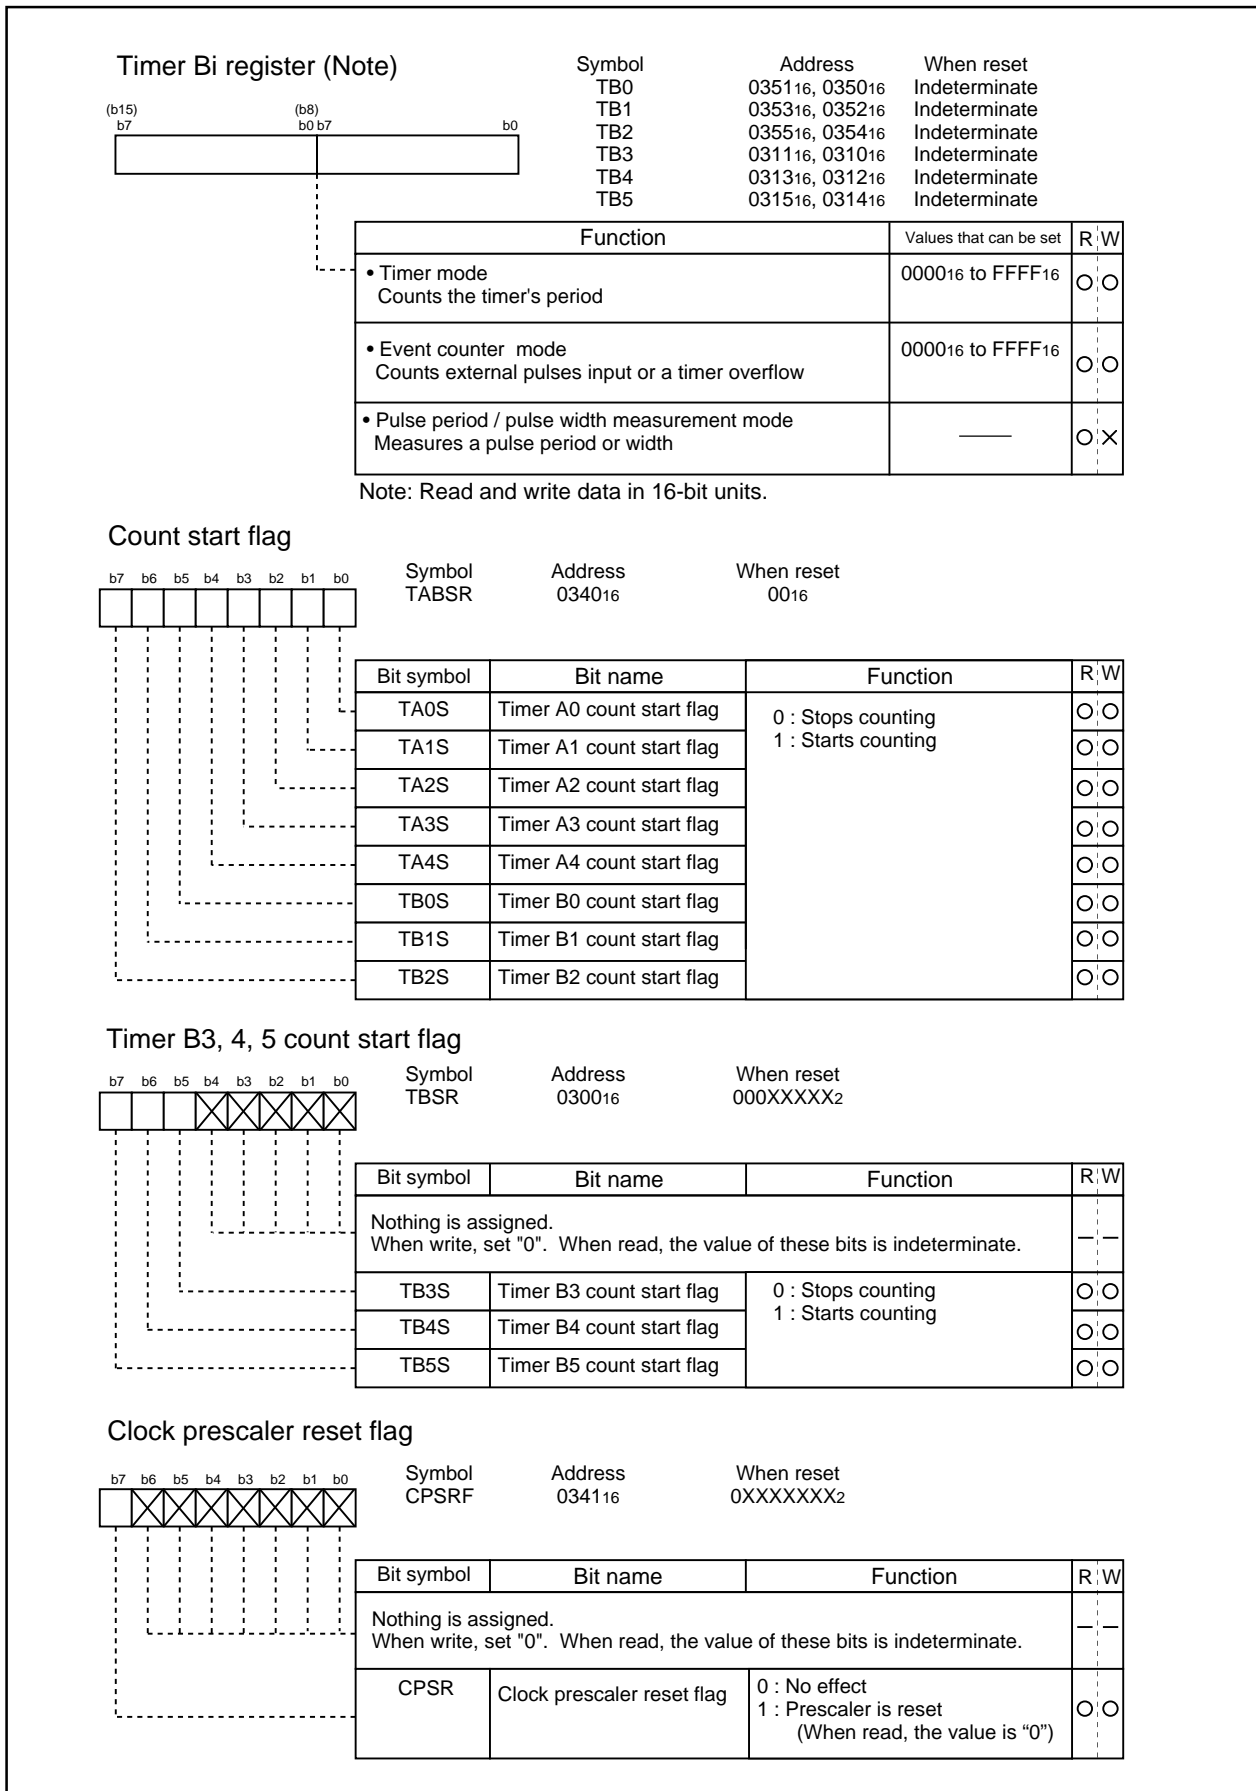 Timer Bi register (Note)
Symbol Address When reset
TB0 035116, 035016 Indeterminate
TB1 035316, 035216 Indeterminate
TB2 035516, 035416 Indeterminate
TB3 031116, 031016 Indeterminate
TB4 031316, 031216 Indeterminate
TB5 031516, 031416 Indeterminate
(b15) (b8)
b7 b0 b7 b0
Function Values that can be set R W
• Timer mode 000016 to FFFF16
Counts the timer's period
• Event counter mode 000016 to FFFF16
Counts external pulses input or a timer overflow
• Pulse period / pulse width measurement mode
Measures a pulse period or width
Note: Read and write data in 16-bit units.
Count start flag
Symbol Address When reset
TABSR 034016 0016
b7 b6 b5 b4 b3 b2 b1 b0
Bit symbol Bit name Function R W
TA0S Timer A0 count start flag 0 : Stops counting
1 : Starts counting
TA1S Timer A1 count start flag
TA2S Timer A2 count start flag
TA3S Timer A3 count start flag
TA4S Timer A4 count start flag
TB0S Timer B0 count start flag
TB1S Timer B1 count start flag
TB2S Timer B2 count start flag
Timer B3, 4, 5 count start flag
Symbol Address When reset
TBSR 030016 000XXXXX2
b7 b6 b5 b4 b3 b2 b1 b0
Bit symbol Bit name Function R W
Nothing is assigned.
When write, set "0". When read, the value of these bits is indeterminate.
TB3S Timer B3 count start flag 0 : Stops counting
1 : Starts counting
TB4S Timer B4 count start flag
TB5S Timer B5 count start flag
Clock prescaler reset flag
Symbol Address When reset
CPSRF 034116 0XXXXXXX2
b7 b6 b5 b4 b3 b2 b1 b0
Bit symbol Bit name Function R W
Nothing is assigned.
When write, set "0". When read, the value of these bits is indeterminate.
CPSR Clock prescaler reset flag 0 : No effect
1 : Prescaler is reset
(When read, the value is “0”)